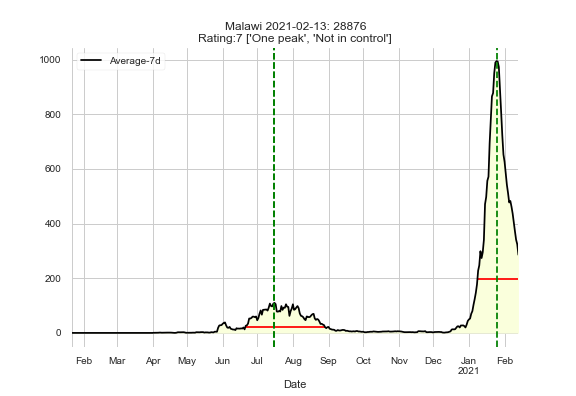 Malawi 2021-02-13: 28876
Rating:7 ['One peak', 'Not in control']
Average-7d
1000
800
600
400
200
0
Feb Mar Apr May Jun Jul Aug Sep Oct Nov Dec Jan Feb
2021
Date